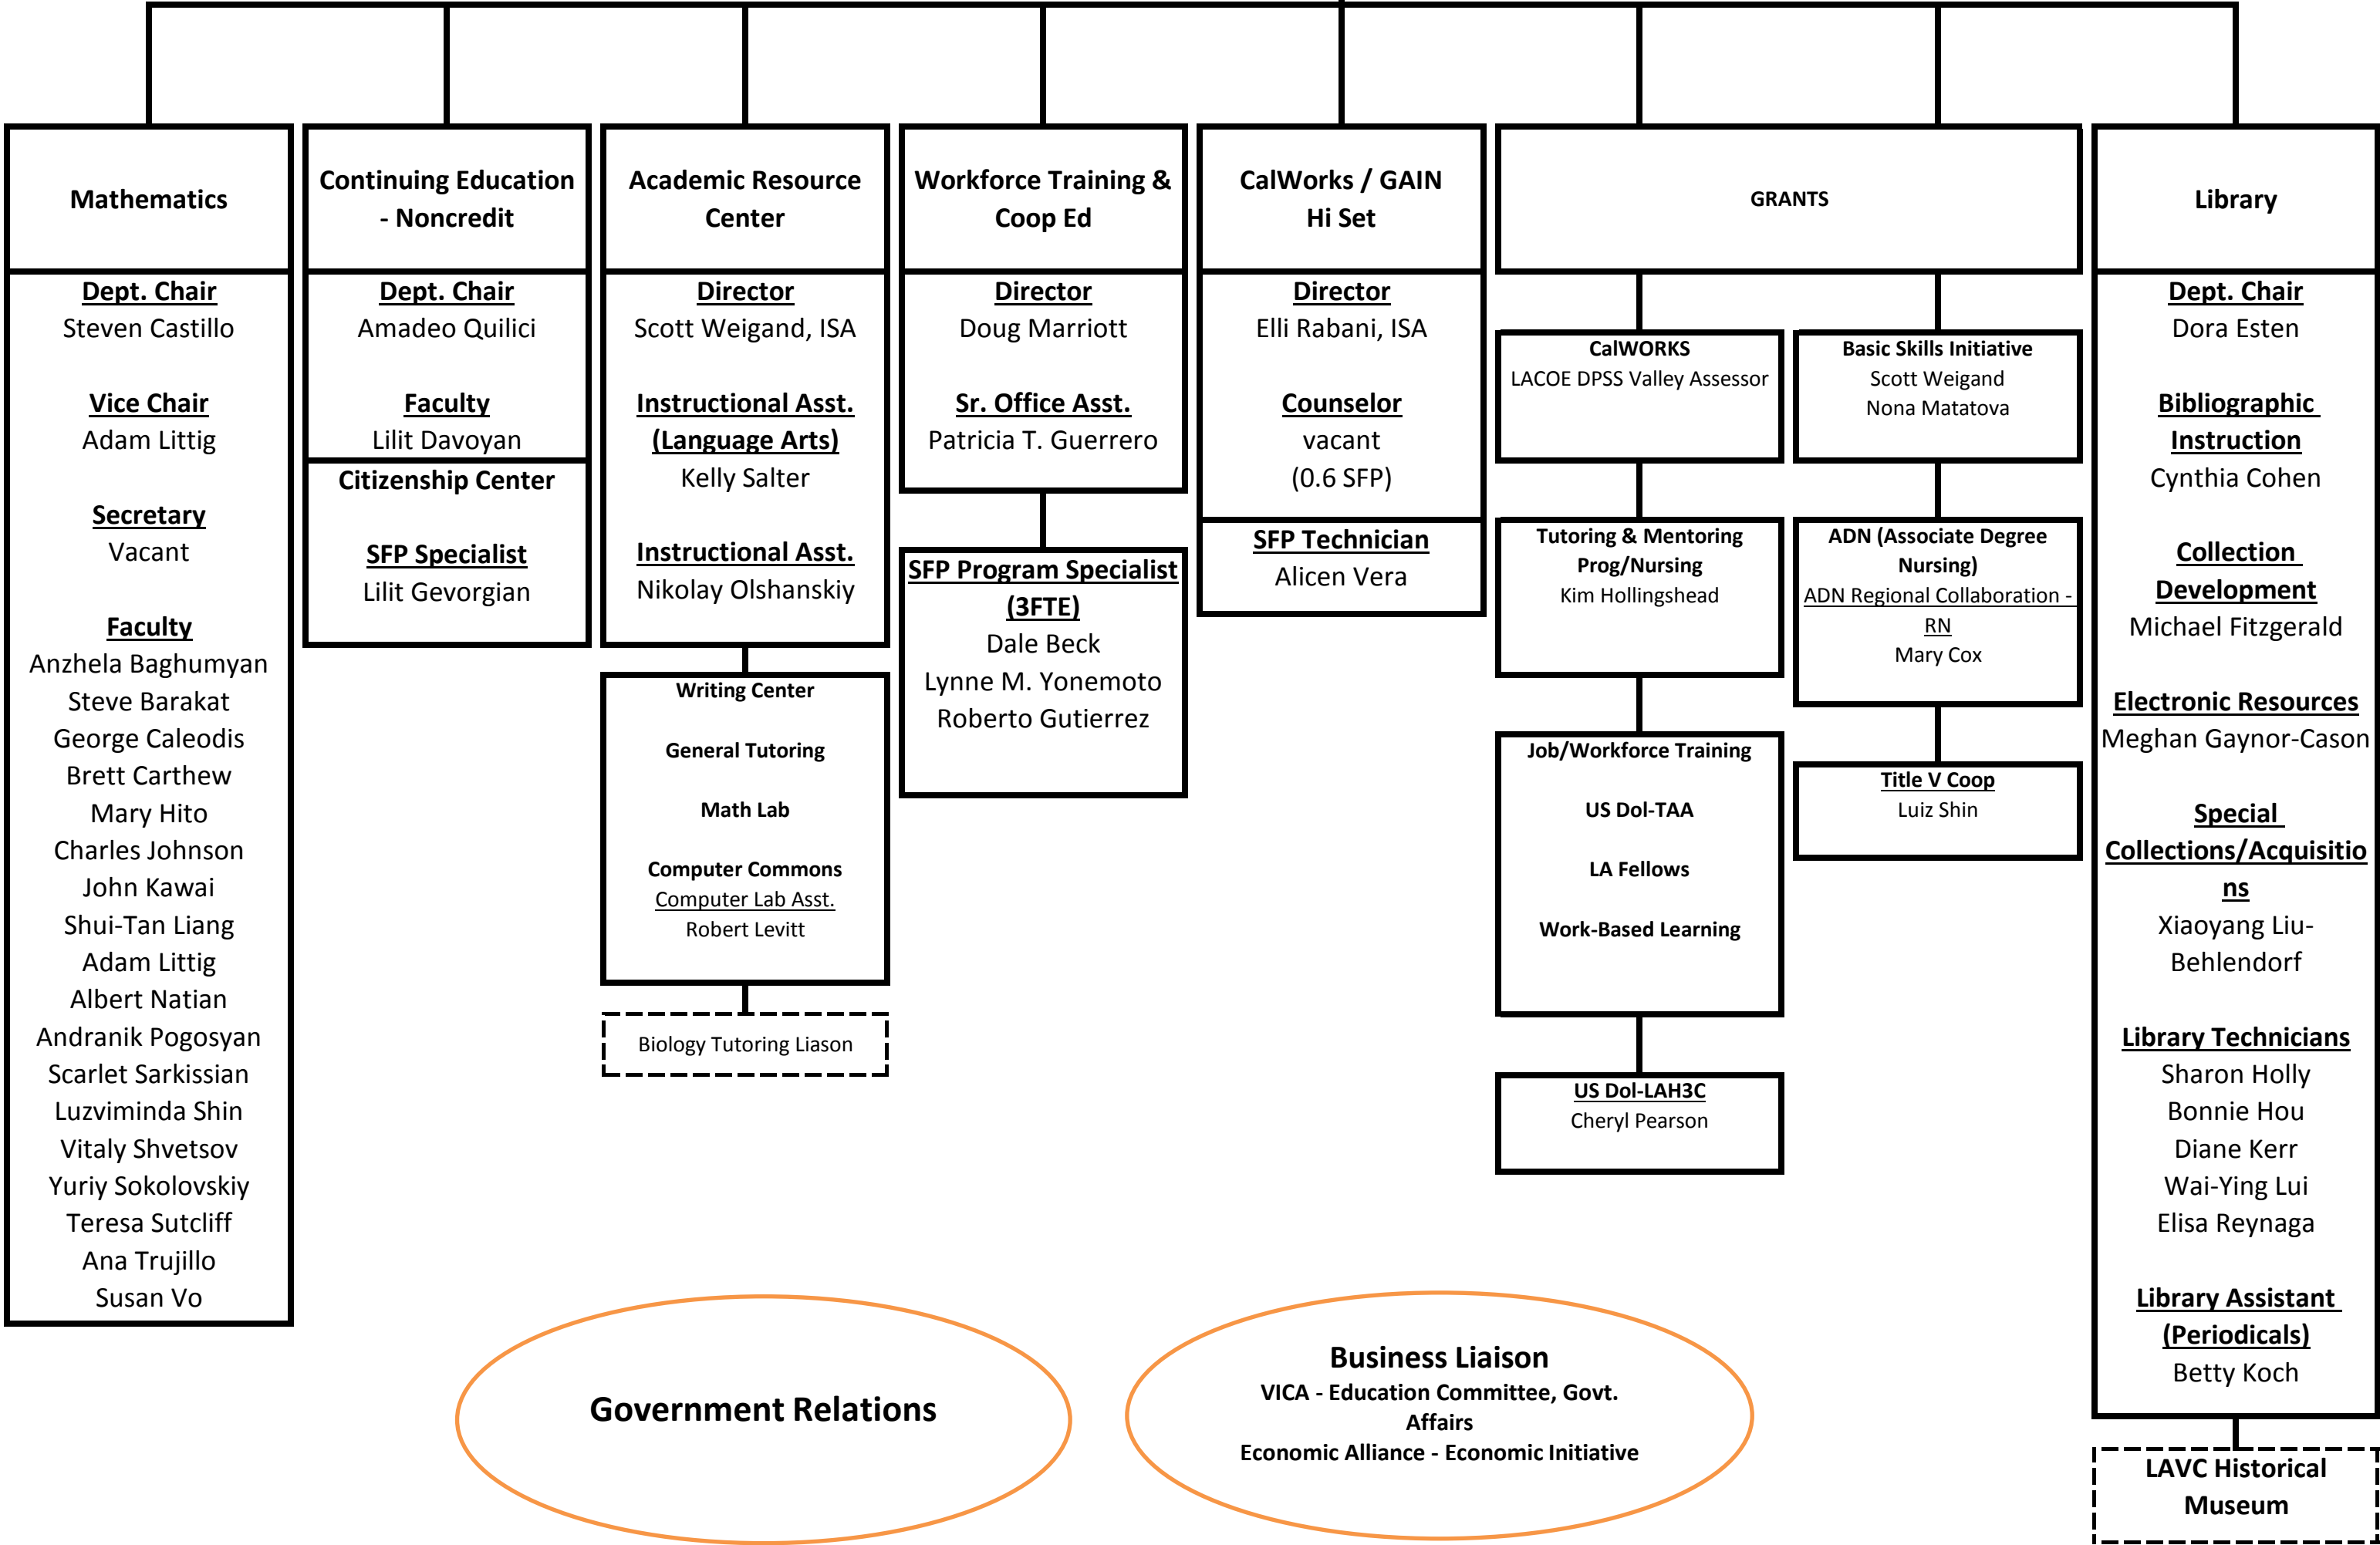 Mathematics
Dept. Chair
Steven Castillo
Vice Chair
Adam Littig
Secretary
Vacant
Faculty
Anzhela Baghumyan
Steve Barakat
George Caleodis
Brett Carthew
Mary Hito
Charles Johnson
John Kawai
Shui-Tan Liang
Adam Littig
Albert Natian
Andranik Pogosyan
Scarlet Sarkissian
Luzviminda Shin
Vitaly Shvetsov
Yuriy Sokolovskiy
Teresa Sutcliff
Ana Trujillo
Susan Vo
Continuing Education
- Noncredit
Dept. Chair
Amadeo Quilici
Faculty
Lilit Davoyan
Citizenship Center
SFP Specialist
Lilit Gevorgian
Academic Resource
Center
Director
Scott Weigand, ISA
Instructional Asst.
(Language Arts)
Kelly Salter
Instructional Asst.
Nikolay Olshanskiy
Writing Center
General Tutoring
Math Lab
Computer Commons
Computer Lab Asst.
Robert Levitt
Biology Tutoring Liason
Workforce Training &
Coop Ed
Director
Doug Marriott
Sr. Office Asst.
Patricia T. Guerrero
SFP Program Specialist
(3FTE)
Dale Beck
Lynne M. Yonemoto
Roberto Gutierrez
CalWorks / GAIN
Hi Set
Director
Elli Rabani, ISA
Counselor
vacant
(0.6 SFP)
SFP Technician
Alicen Vera
GRANTS
CalWORKS
LACOE DPSS Valley Assessor
Tutoring & Mentoring
Prog/Nursing
Kim Hollingshead
Job/Workforce Training
US Dol-TAA
LA Fellows
Work-Based Learning
US Dol-LAH3C
Cheryl Pearson
Basic Skills Initiative
Scott Weigand
Nona Matatova
ADN (Associate Degree
Nursing)
ADN Regional Collaboration -
RN
Mary Cox
Title V Coop
Luiz Shin
Library
Dept. Chair
Dora Esten
Bibliographic
Instruction
Cynthia Cohen
Collection
Development
Michael Fitzgerald
Electronic Resources
Meghan Gaynor-Cason
Special
Collections/Acquisitio
ns
Xiaoyang Liu-
Behlendorf
Library Technicians
Sharon Holly
Bonnie Hou
Diane Kerr
Wai-Ying Lui
Elisa Reynaga
Library Assistant
(Periodicals)
Betty Koch
LAVC Historical
Museum
Government Relations
Business Liaison
VICA - Education Committee, Govt.
Affairs
Economic Alliance - Economic Initiative